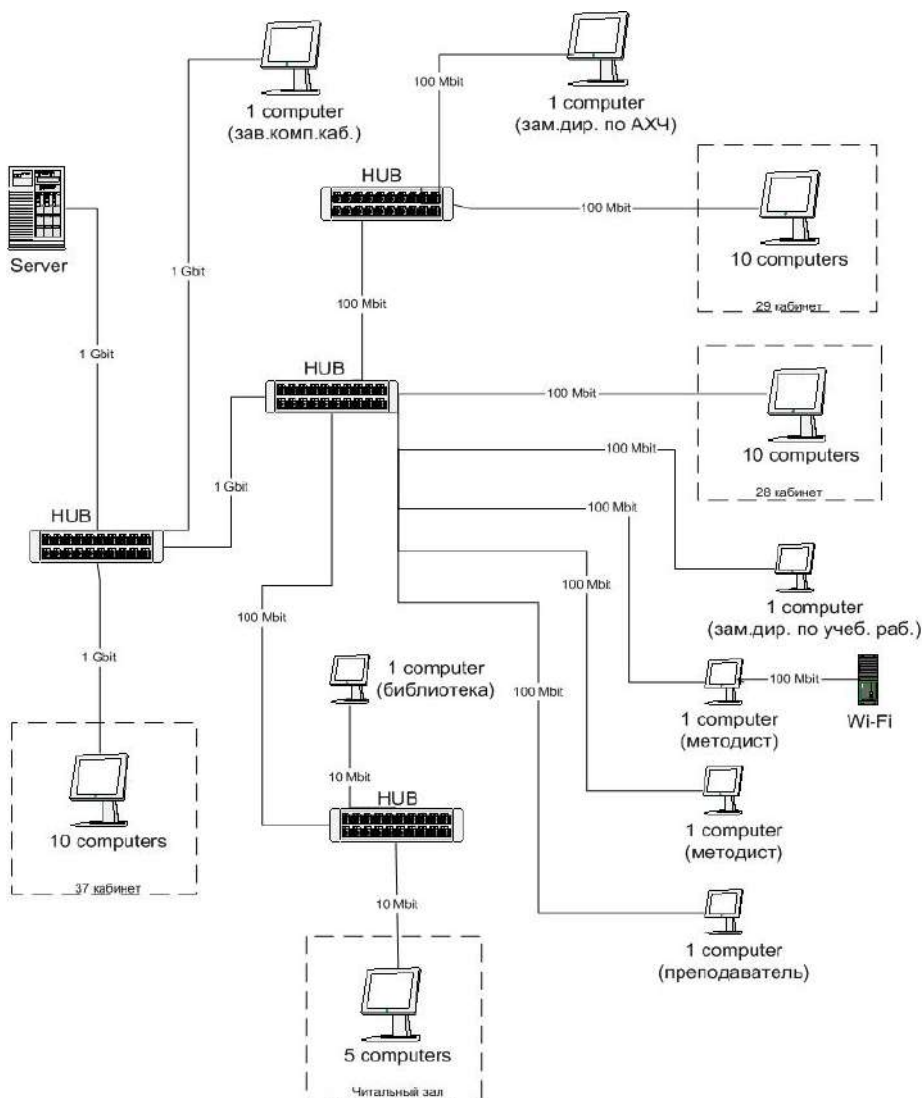 1 computer
(зав.комп.каб.)
100 Mbit
1 computer
(зам.дир. по АХЧ)
HUB
100 Mbit
10 computers
29 кабинет
Server
1 Gbit
100 Mbit
1 Gbit
HUB
100 Mbit
10 computers
28 кабинет
100 Mbit
1 Gbit
HUB
100 Mbit
100 Mbit
1 computer
(зам.дир. по учеб. раб.)
100 Mbit
1 Gbit
1 computer
(библиотека)
100 Mbit
100 Mbit
1 computer
(методист)
Wi-Fi
10 Mbit
HUB
10 computers
37 кабинет
1 computer
(методист)
10 Mbit
1 computer
(преподаватель)
5 computers
Читальный зал